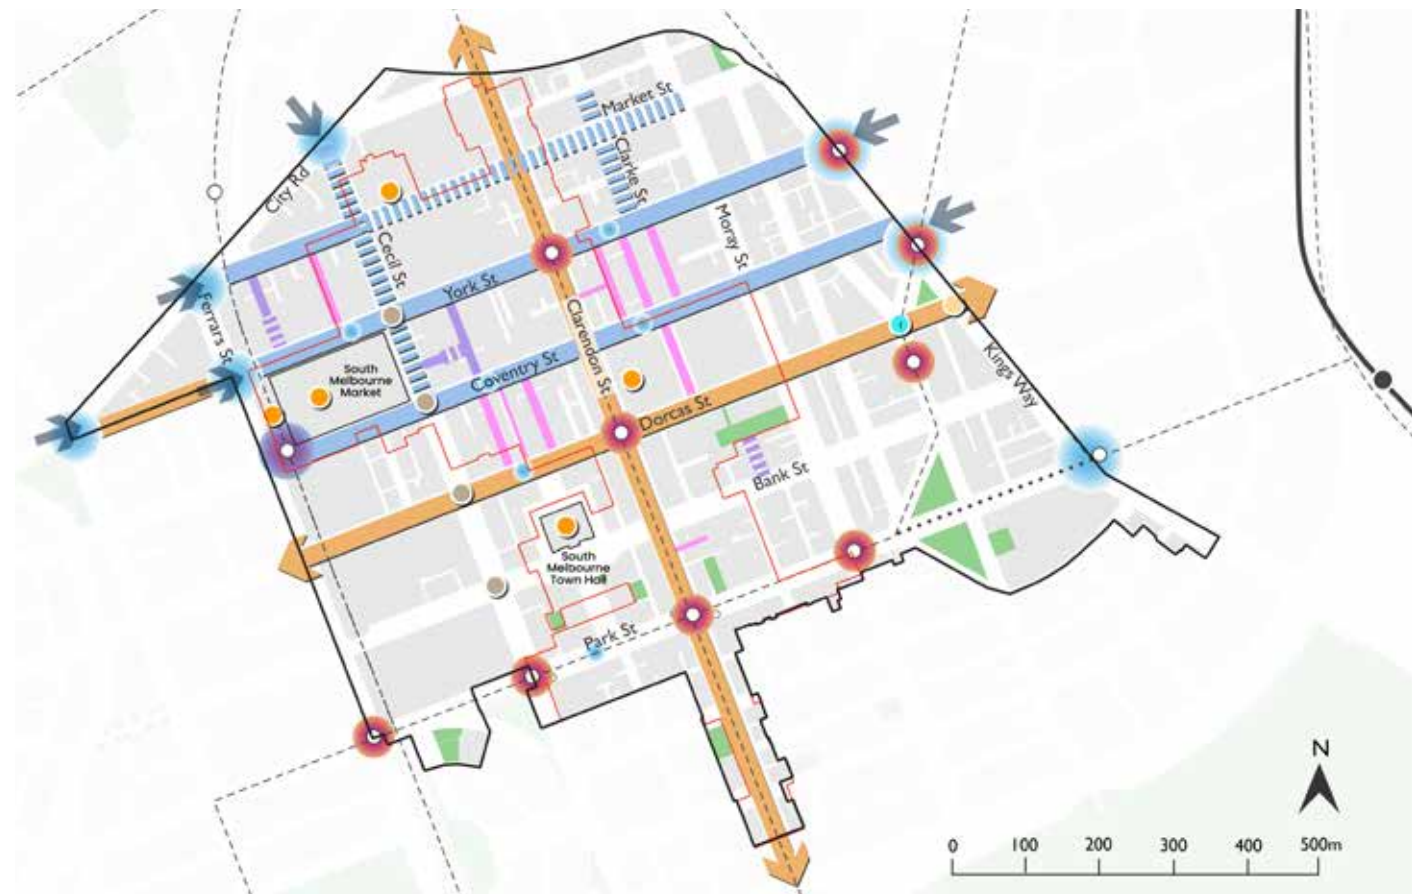 Market St
Clarke St
City Rd
Moray St
Cecil St
York St
Ferrars St
Clarendon St
Coventry St
Kings Way
South
Melbourne
Market
Dorcas St
Bank St
South
Melbourne
Town Hall
Park St
N
0 100 200 300 400 500m